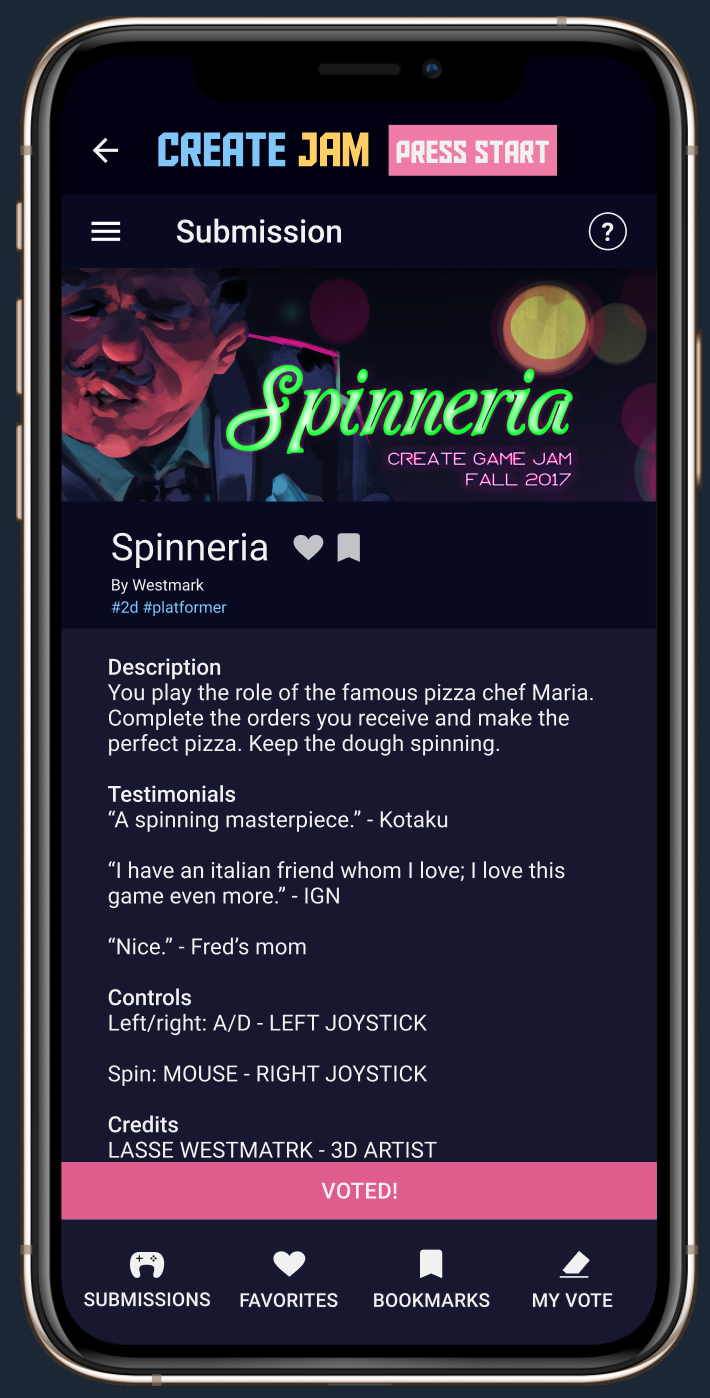 CREATE JAM PRESS START
Submission ?
Spinneria
CREATE GAME JAM
FALL 2017
Spinneria
By Westmark
#2d #platformer
Description
You play the role of the famous pizza chef Maria.
Complete the orders you receive and make the
perfect pizza. Keep the dough spinning.
Testimonials
“A spinning masterpiece.” - Kotaku
“I have an italian friend whom I love; I love this
game even more.” - IGN
“Nice.” - Fred’s mom
Controls
Left/right: A/D - LEFT JOYSTICK
Spin: MOUSE - RIGHT JOYSTICK
Credits
LASSE WESTMATRK - 3D ARTIST
VOTED!
SUBMISSIONS FAVORITES BOOKMARKS MY VOTE